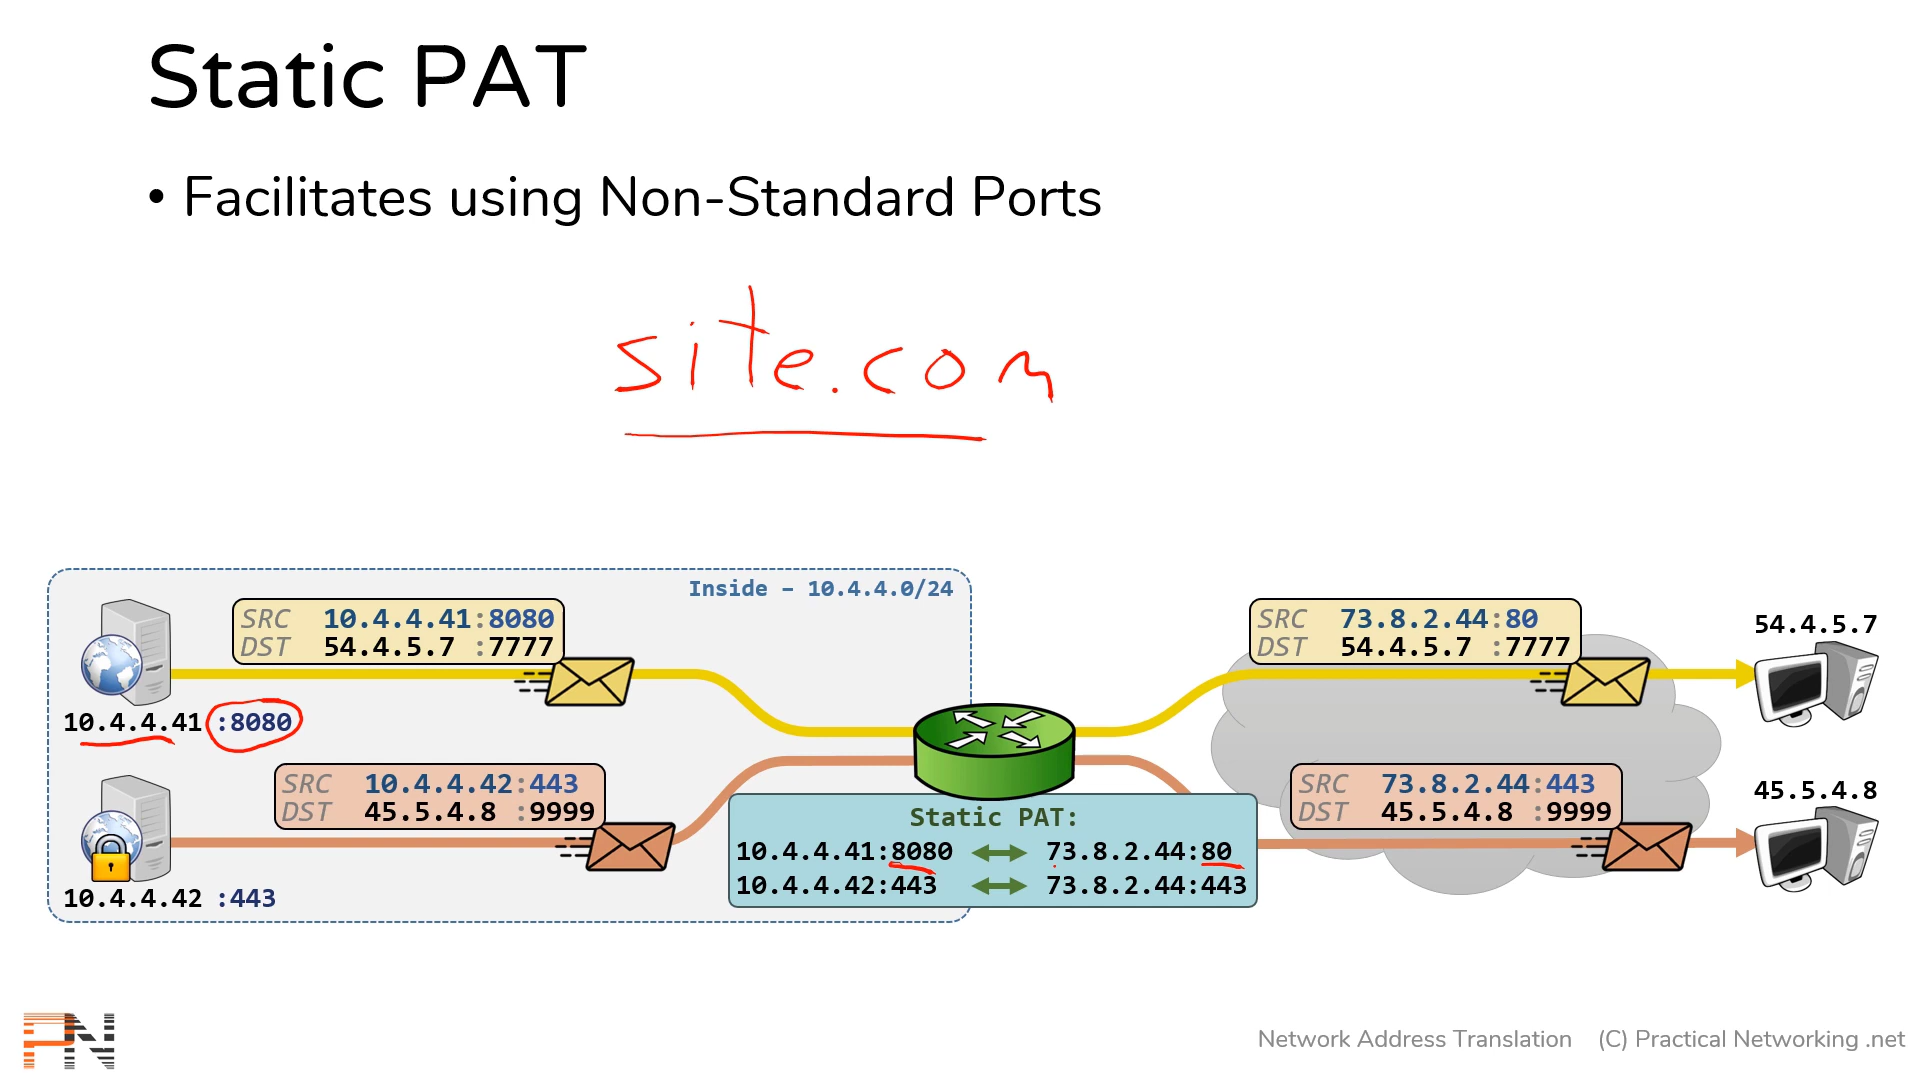 Static PAT
• Facilitates using Non-Standard Ports
site.com
Inside – 10.4.4.0/24
SRC 10.4.4.41:8080
DST 54.4.5.7 :7777
10.4.4.41 :8080
SRC 10.4.4.42:443
DST 45.5.4.8 :9999
10.4.4.42 :443
Static PAT:
10.4.4.41:8080 73.8.2.44:80
10.4.4.42:443 73.8.2.44:443
SRC 73.8.2.44:80
DST 54.4.5.7 :7777
54.4.5.7
SRC 73.8.2.44:443
DST 45.5.4.8 :9999
45.5.4.8
PN
Network Address Translation (C) Practical Networking .net